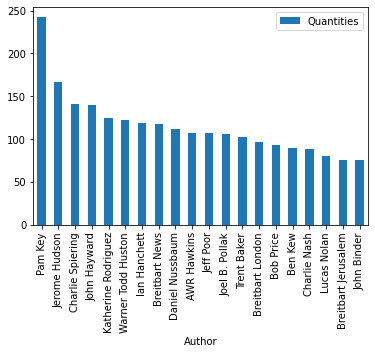 250
200
150
100
50
0
Quantities
Pam Key
Jerome Hudson
Charlie Spiering
John Hayward
Katherine Rodriguez
Warner Todd Huston
Ian Hanchett
Breitbart News
Daniel Nussbaum
AWR Hawkins
Jeff Poor
Joel B. Pollak
Trent Baker
Breitbart London
Bob Price
Ben Kew
Charlie Nash
Lucas Nolan
Breitbart Jerusalem
John Binder
Author